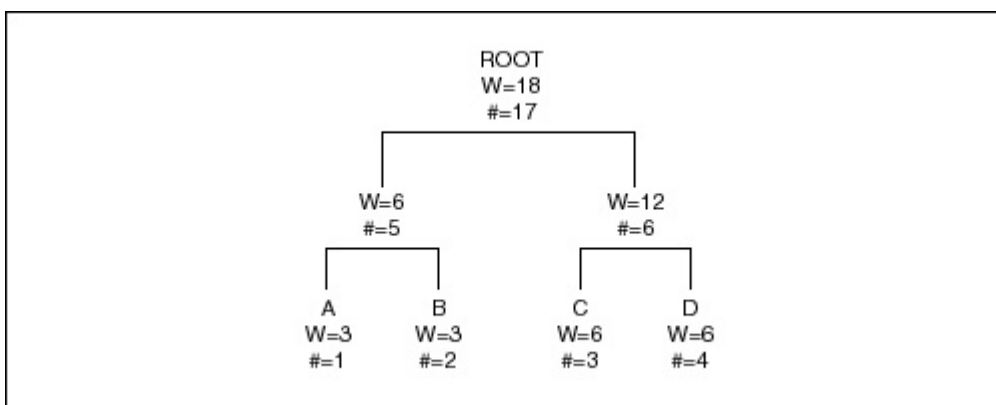 ROOT
W=18
#=17
W=6
#=5
W=12
#=6
A
W=3
#=1
B
W=3
#=2
C
W=6
#=3
D
W=6
#=4